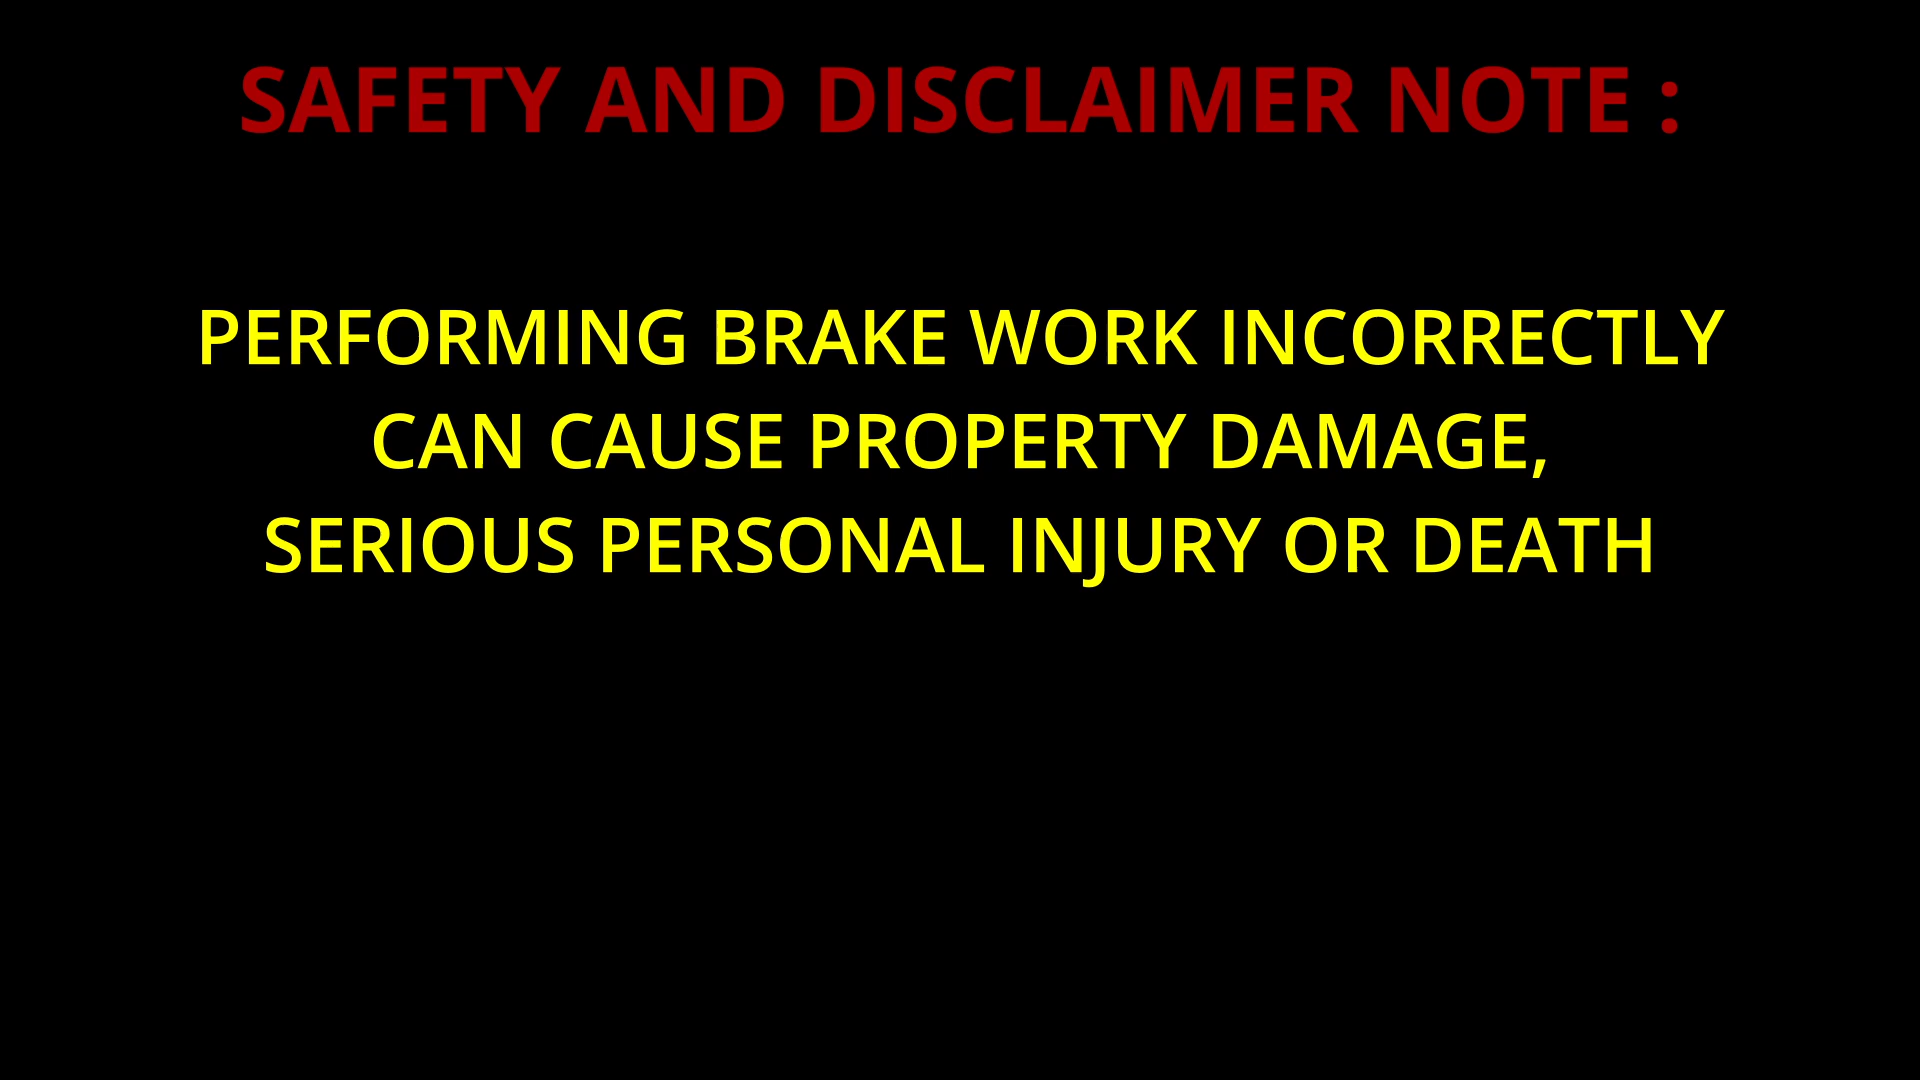 SAFETY AND DISCLAIMER NOTE :
PERFORMING BRAKE WORK INCORRECTLY
CAN CAUSE PROPERTY DAMAGE,
SERIOUS PERSONAL INJURY OR DEATH